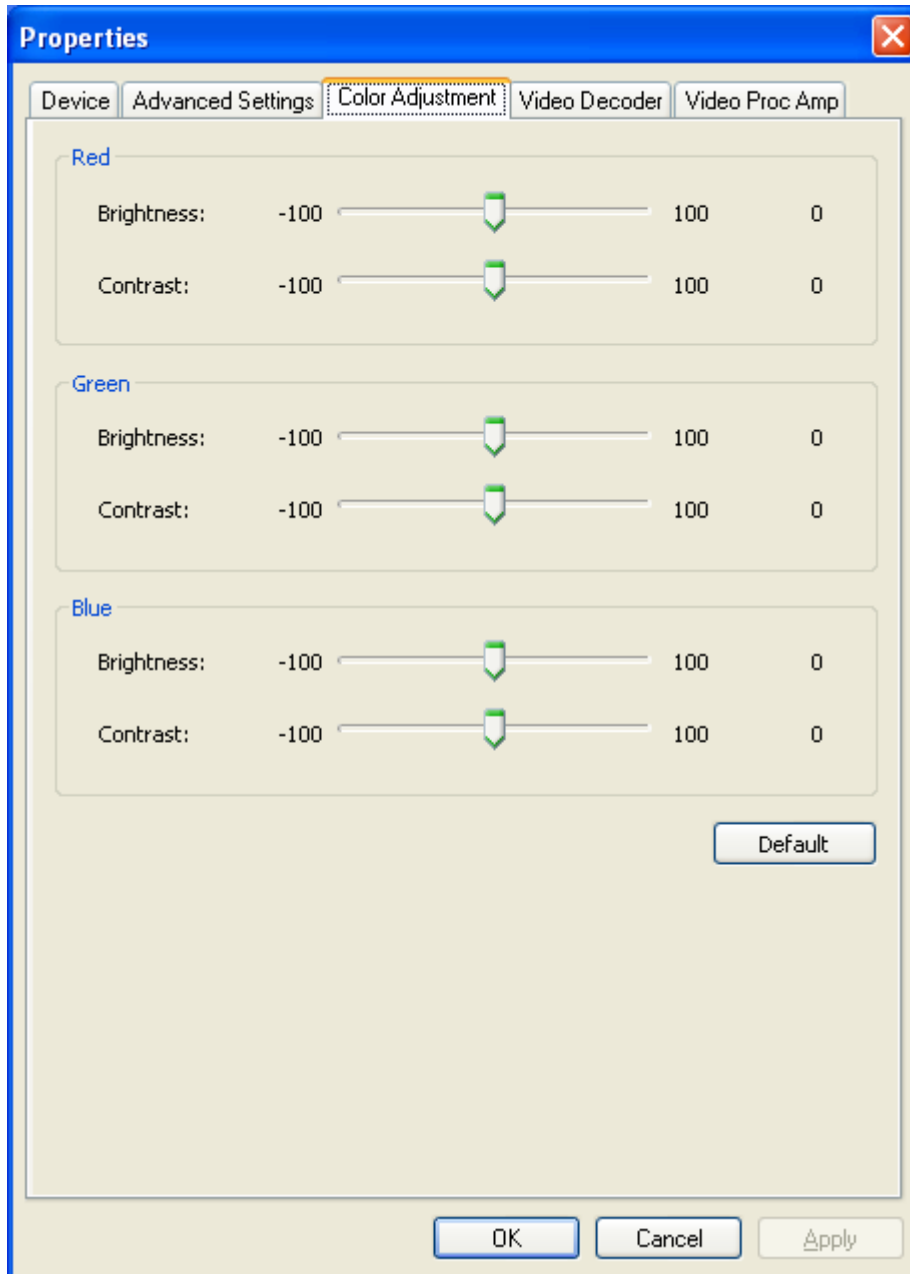 Properties
Device Advanced Settings Color Adjustment Video Decoder Video Proc Amp
Red
Brightness: -100 100 0
Contrast: -100 100 0
Green
Brightness: -100 100 0
Contrast: -100 100 0
Blue
Brightness: -100 100 0
Contrast: -100 100 0
Default
OK Cancel Apply